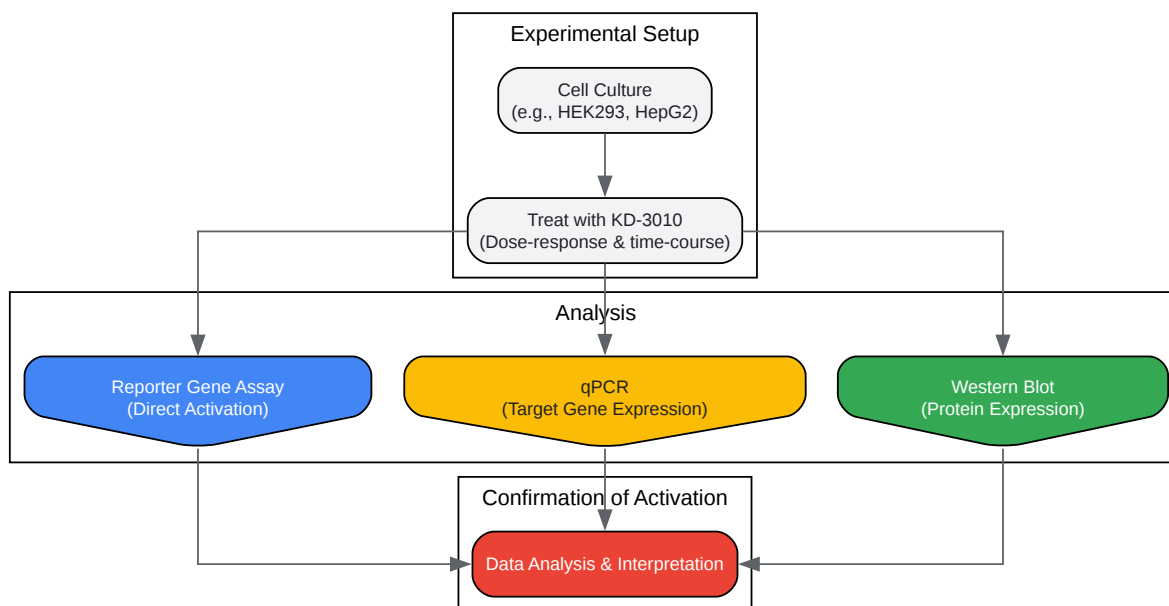 Experimental Setup
Cell Culture
(e.g., HEK293, HepG2)
Treat with KD-3010
(Dose-response & time-course)
Analysis
Reporter Gene Assay
(Direct Activation)
qPCR
(Target Gene Expression)
Western Blot
(Protein Expression)
Confirmation of Activation
Data Analysis & Interpretation